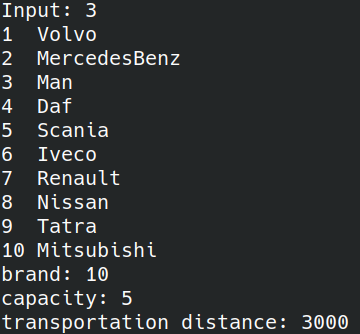 Input: 3
1  Volvo
2  MercedesBenz
3  Man
4  Daf
5  Scania
6  Iveco
7  Renault
8  Nissan
9  Tatra
10 Mitsubishi
brand: 10
capacity: 5
transportation distance: 3000